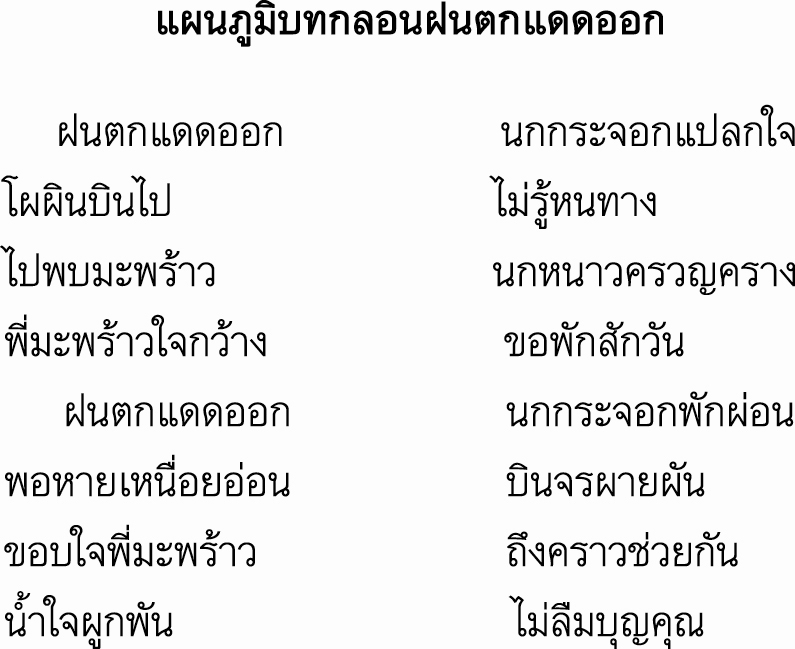 แผนภูมิบทกลอนฝนตกแดดออก
ฝนตกแดดออก นกกระจอกแปลกใจ
โผผินบินไป ไม่รู้หนทาง
ไปพบมะพร้าว นกหนาวครวญคราง
พี่มะพร้าวใจกว้าง ขอพักสักวัน
ฝนตกแดดออก นกกระจอกพักผ่อน
พอหายเหนื่อยอ่อน บินจรผายผัน
ขอบใจพี่มะพร้าว ถึงคราวช่วยกัน
น้ำใจผูกพัน ไม่ลืมบุญคุณ